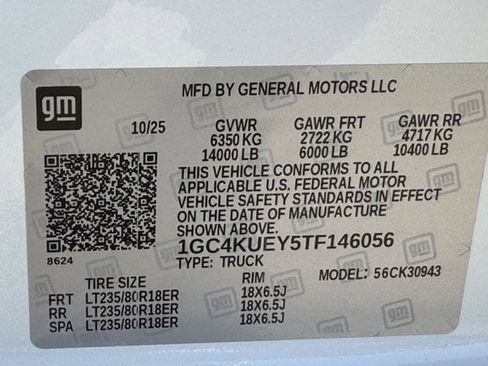 gm
MFD BY GENERAL MOTORS LLC
10/25 GVWR GAWR FRT GAWR RR
6350 KG 2722 KG 4717 KG
14000 LB 6000 LB 10400 LB
THIS VEHICLE CONFORMS TO ALL
APPLICABLE U.S. FEDERAL MOTOR
VEHICLE SAFETY STANDARDS IN EFFECT
ON THE DATE OF MANUFACTURE
SHOWN ABOVE.
1GC4KUEY5TF146056
8624
TYPE: TRUCK
MODEL: 56CK30943
TIRE SIZE RIM
FRT LT235/80R18ER 18X6.5J
RR LT235/80R18ER 18X6.5J
SPA LT235/80R18ER 18X6.5J